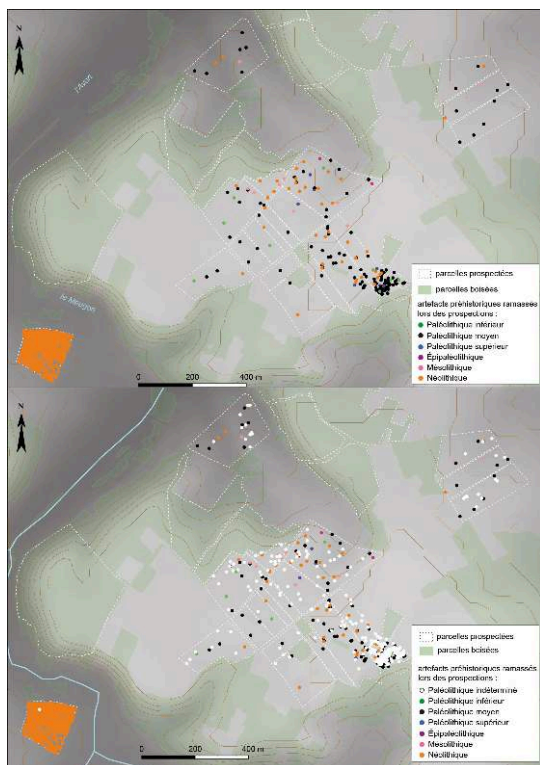 N
l'Auzon
le Mouzon
parcelles prospectées
parcelles boisées
artefacts préhistoriques ramassés
lors des prospections :
Paléolithique inférieur
Paléolithique moyen
Paléolithique supérieur
Épipaléolithique
Mésolithique
Néolithique
0 200 400 m
N
parcelles prospectées
parcelles boisées
artefacts préhistoriques ramassés
lors des prospections :
Paléolithique indéterminé
Paléolithique inférieur
Paléolithique moyen
Paléolithique supérieur
Épipaléolithique
Mésolithique
Néolithique
0 200 400 m